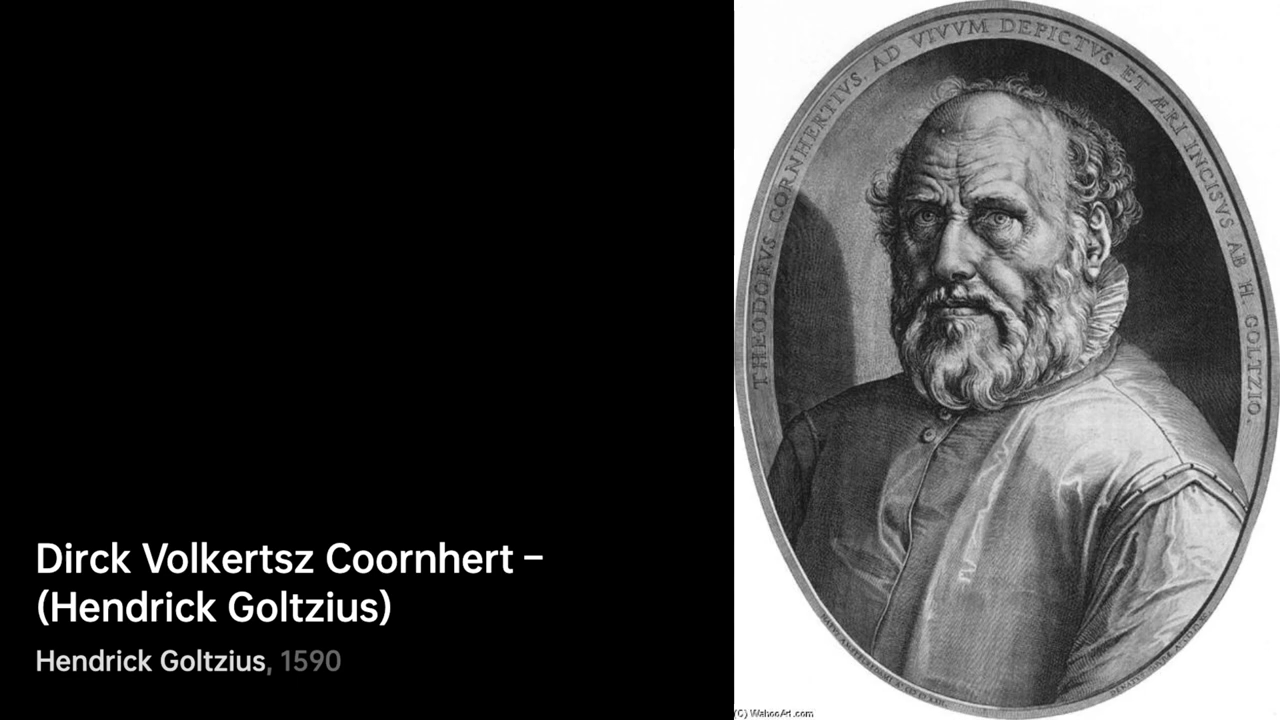 Dirck Volkertsz Coornhert –
(Hendrick Goltzius)
Hendrick Goltzius, 1590
THEODORVS CORNHERTIVS, AD VIVVM DEPICTVS ET ÆRI INCISVS AB H. GOLTZIO.
(C) WahooArt.com